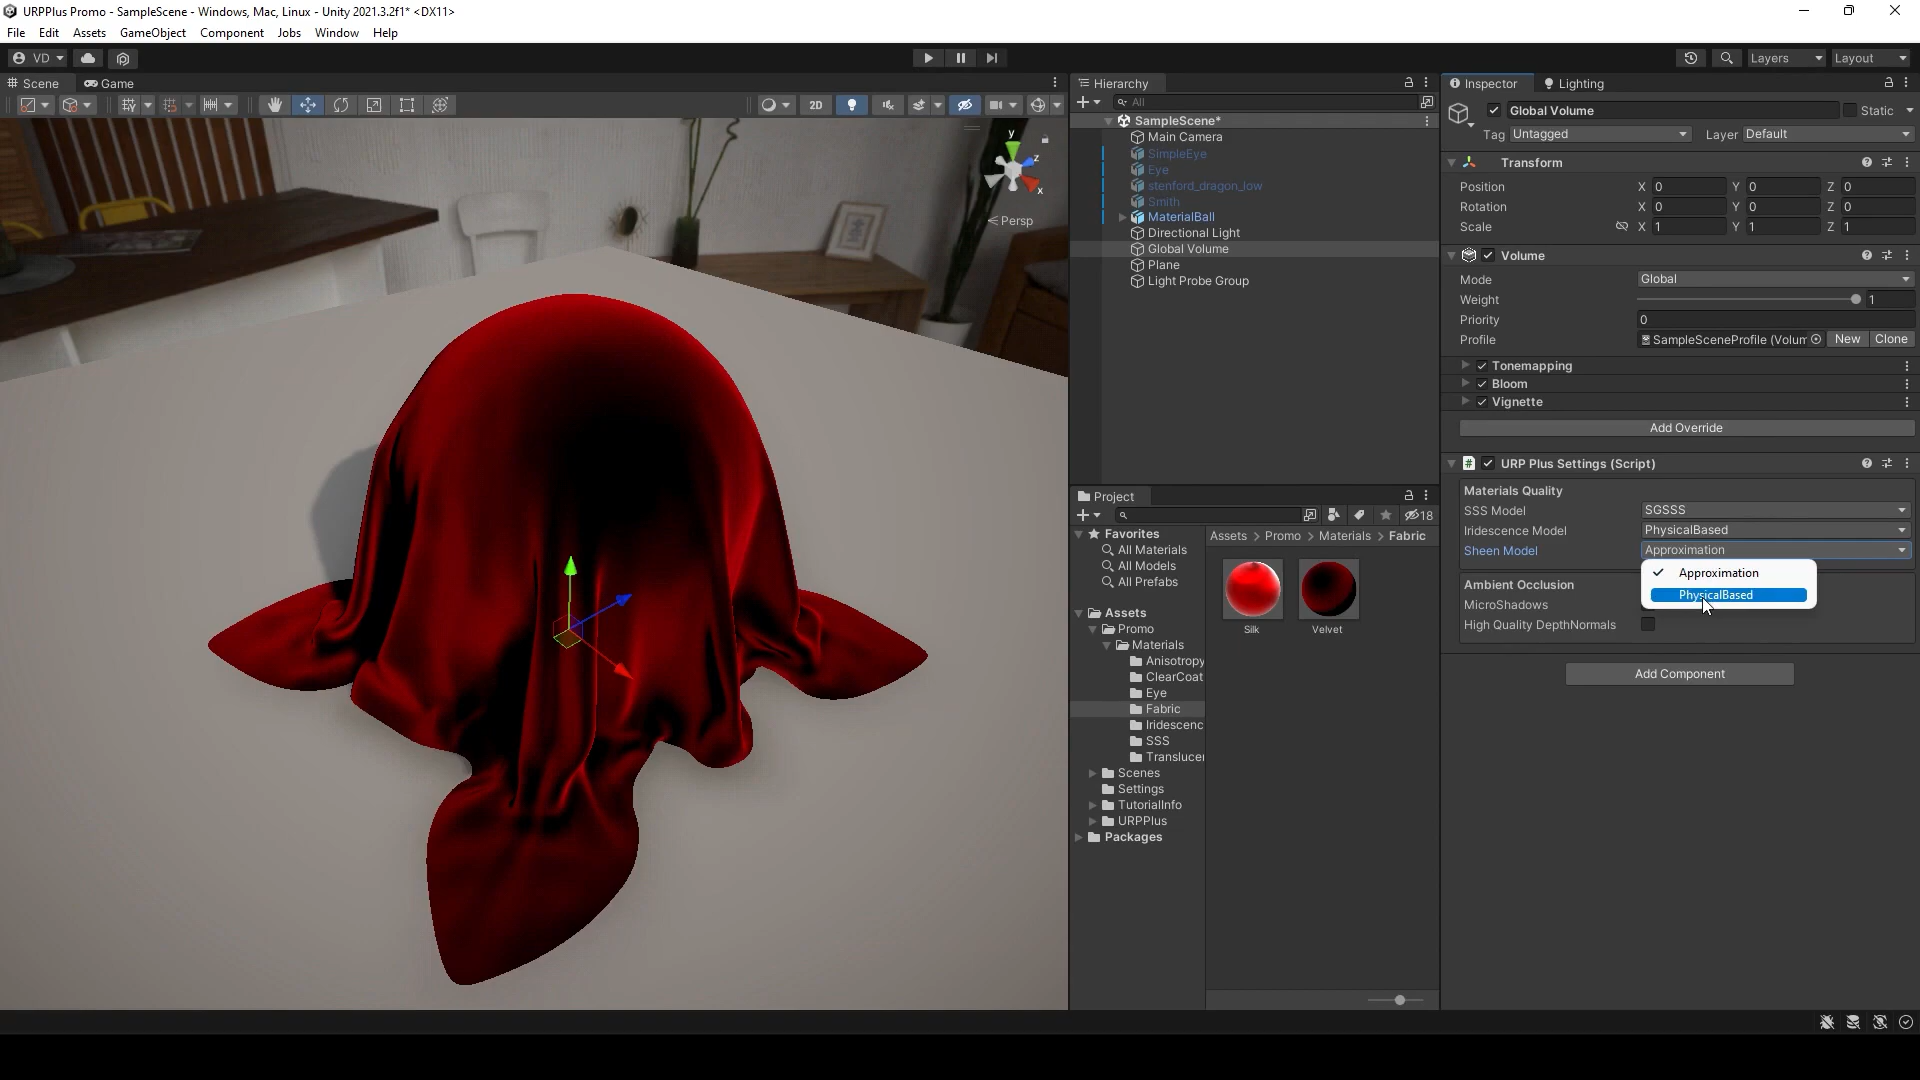 URPPlus Promo - SampleScene - Windows, Mac, Linux - Unity 2021.3.2f1* <DX11>
File Edit Assets GameObject Component Jobs Window Help
VD
Layers
Layout
Scene
Game
2D
y
z
x
Persp
Hierarchy
All
SampleScene*
Main Camera
SimpleEye
Eye
stenford_dragon_low
Smith
MaterialBall
Directional Light
Global Volume
Plane
Light Probe Group
Project
18
Favorites
All Materials
All Models
All Prefabs
Assets
Promo
Materials
Anisotropy
ClearCoat
Eye
Fabric
Iridescenc
SSS
Translucer
Scenes
Settings
TutorialInfo
URPPlus
Packages
Assets > Promo > Materials > Fabric
Silk
Velvet
Inspector
Lighting
Global Volume
Static
Tag Untagged
Layer Default
Transform
Position X 0 Y 0 Z 0
Rotation X 0 Y 0 Z 0
Scale X 1 Y 1 Z 1
Volume
Mode Global
Weight 1
Priority 0
Profile SampleSceneProfile (Volum New Clone
Tonemapping
Bloom
Vignette
Add Override
# URP Plus Settings (Script)
Materials Quality
SSS Model SGSSS
Iridescence Model PhysicalBased
Sheen Model Approximation
Approximation
PhysicalBased
Ambient Occlusion
MicroShadows
High Quality DepthNormals
Add Component